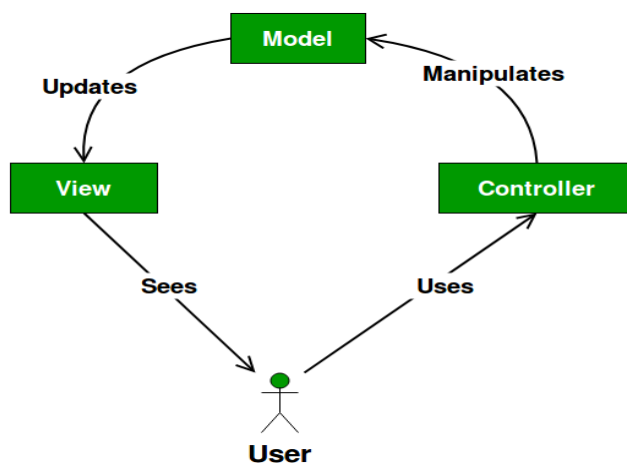 Model
Updates
Manipulates
View
Controller
Sees
Uses
User